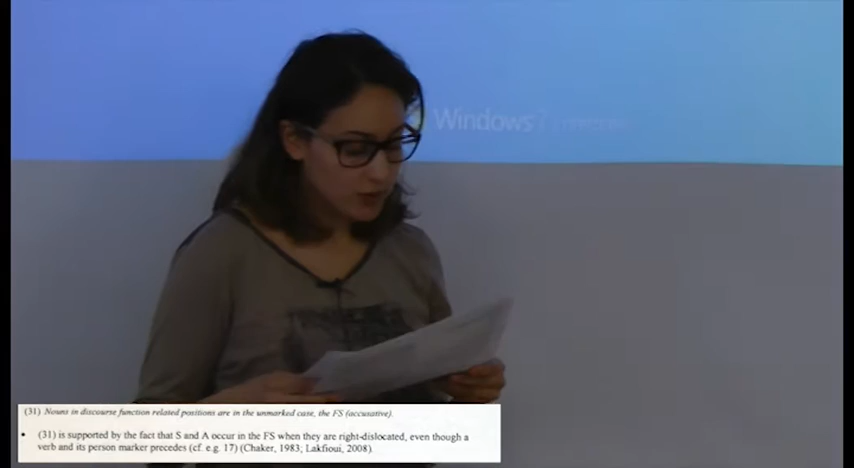 Windows 7
(31) Nouns in discourse function related positions are in the unmarked case, the FS (accusative).
• (31) is supported by the fact that S and A occur in the FS when they are right-dislocated, even though a
verb and its person marker precedes (cf. e.g. 17) (Chaker, 1983; Lakfioui, 2008).